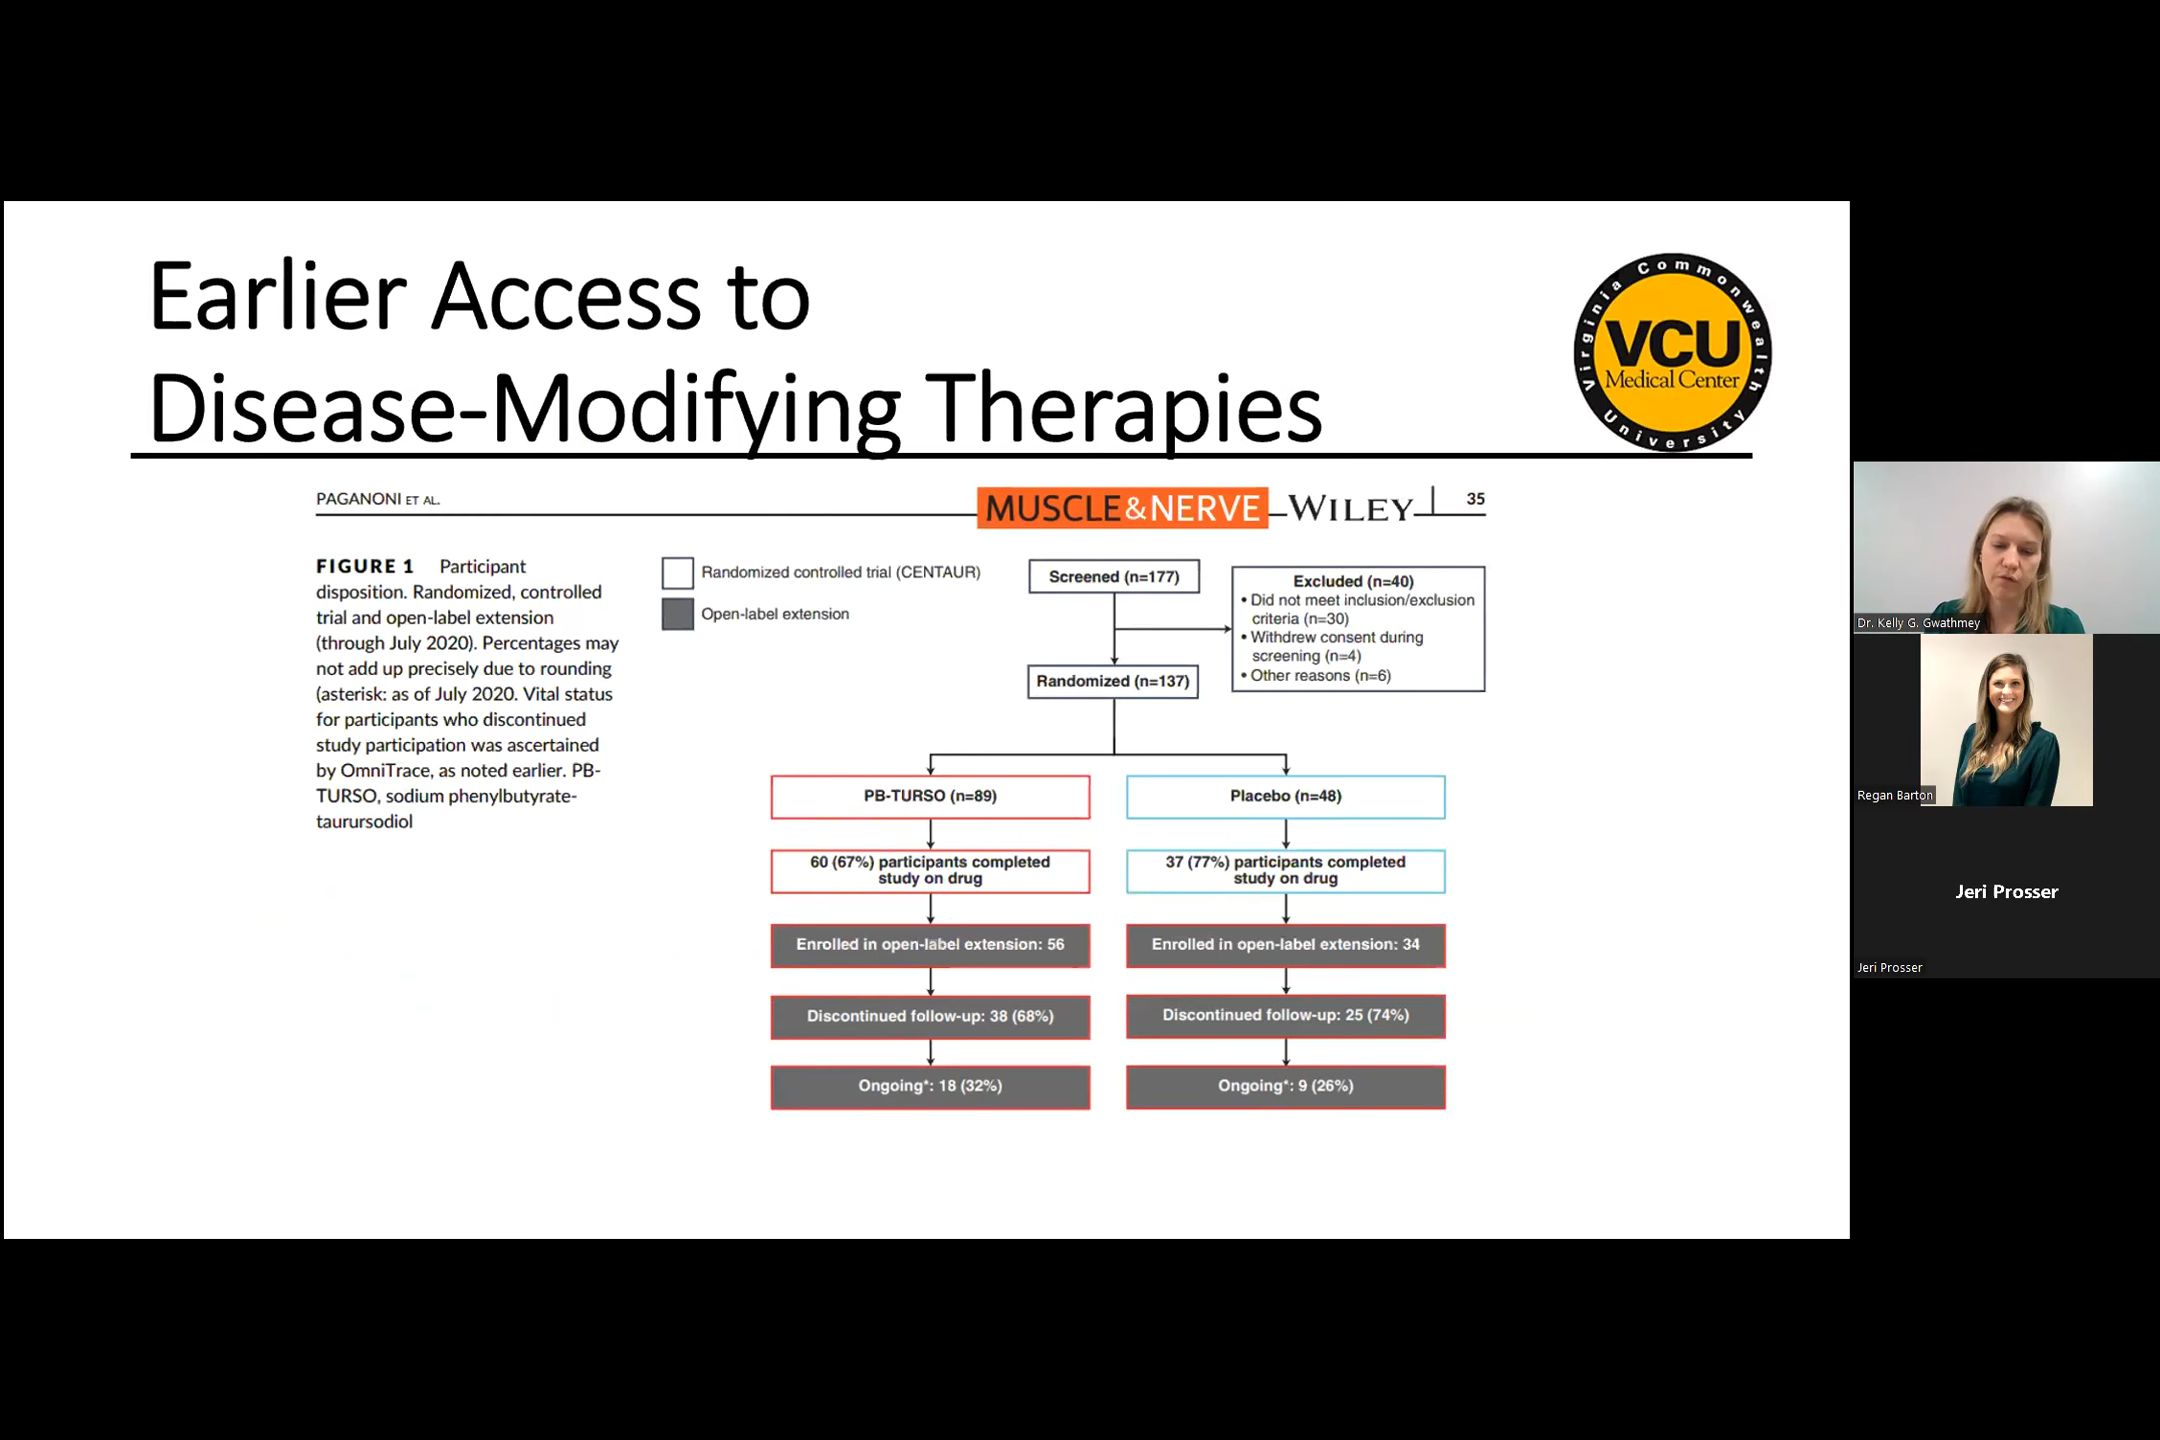 Earlier Access to
Disease-Modifying Therapies
Virginia Commonwealth University
VCU
Medical Center
PAGANONI ET AL.
MUSCLE&NERVE
WILEY
35
FIGURE 1 Participant
disposition. Randomized, controlled
trial and open-label extension
(through July 2020). Percentages may
not add up precisely due to rounding
(asterisk: as of July 2020. Vital status
for participants who discontinued
study participation was ascertained
by OmniTrace, as noted earlier. PB-
TURSO, sodium phenylbutyrate-
taurursodiol
Randomized controlled trial (CENTAUR)
Open-label extension
Screened (n=177)
Excluded (n=40)
• Did not meet inclusion/exclusion
criteria (n=30)
• Withdrew consent during
screening (n=4)
• Other reasons (n=6)
Randomized (n=137)
PB-TURSO (n=89)
Placebo (n=48)
60 (67%) participants completed
study on drug
37 (77%) participants completed
study on drug
Enrolled in open-label extension: 56
Enrolled in open-label extension: 34
Discontinued follow-up: 38 (68%)
Discontinued follow-up: 25 (74%)
Ongoing*: 18 (32%)
Ongoing*: 9 (26%)
Dr. Kelly G. Gwathmey
Regan Barton
Jeri Prosser
Jeri Prosser